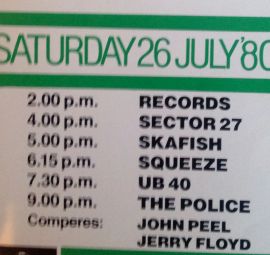 SATURDAY 26 JULY '80
2.00 p.m. RECORDS
4.00 p.m. SECTOR 27
5.00 p.m. SKAFISH
6.15 p.m. SQUEEZE
7.30 p.m. UB 40
9.00 p.m. THE POLICE
Comperes: JOHN PEEL
JERRY FLOYD